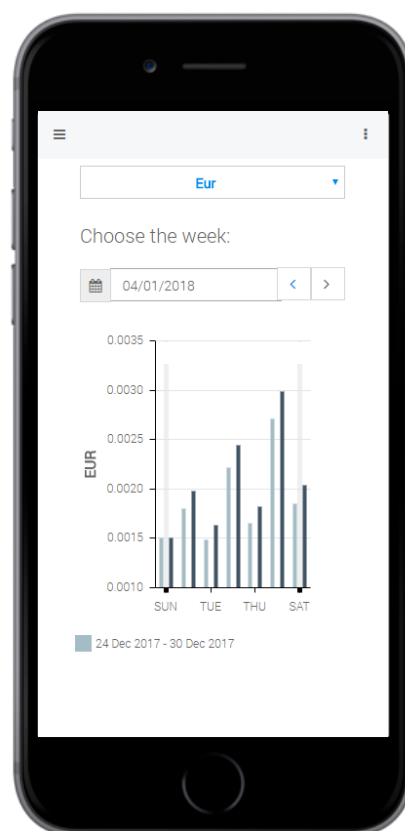 Eur
Choose the week:
04/01/2018
0.0035
0.0030
0.0025
0.0020
0.0015
0.0010
EUR
SUN TUE THU SAT
24 Dec 2017 - 30 Dec 2017